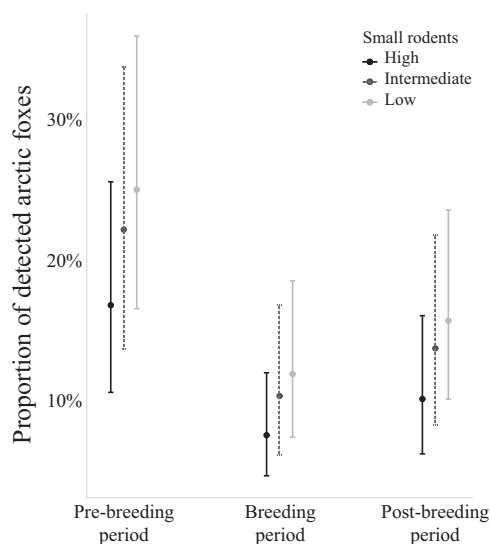 Small rodents
High
Intermediate
Low
Proportion of detected arctic foxes
30%
20%
10%
Pre-breeding
period
Breeding
period
Post-breeding
period